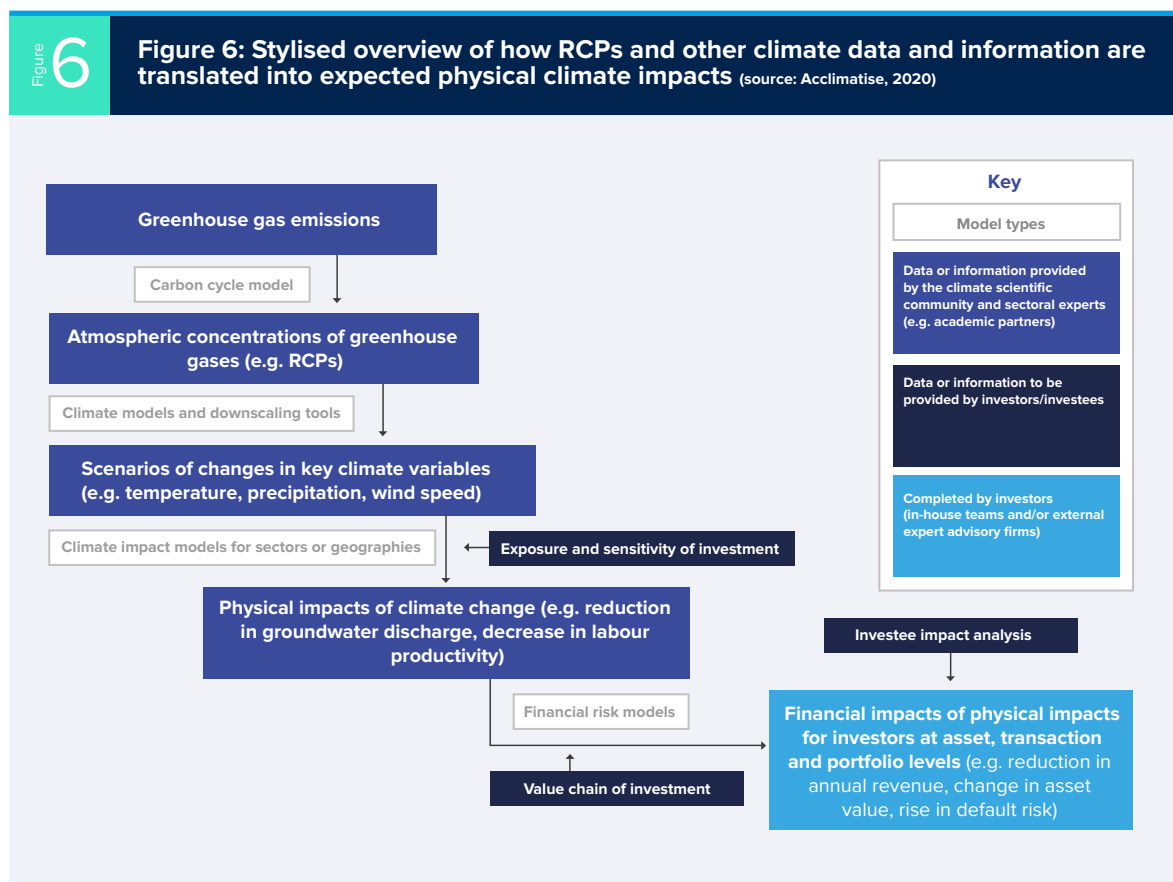 Figure
6
Figure 6: Stylised overview of how RCPs and other climate data and information are
translated into expected physical climate impacts (source: Acclimatise, 2020)
Greenhouse gas emissions
Carbon cycle model
Atmospheric concentrations of greenhouse
gases (e.g. RCPs)
Climate models and downscaling tools
Scenarios of changes in key climate variables
(e.g. temperature, precipitation, wind speed)
Climate impact models for sectors or geographies
Exposure and sensitivity of investment
Physical impacts of climate change (e.g. reduction
in groundwater discharge, decrease in labour
productivity)
Financial risk models
Value chain of investment
Key
Model types
Data or information provided
by the climate scientific
community and sectoral experts
(e.g. academic partners)
Data or information to be
provided by investors/investees
Completed by investors
(in-house teams and/or external
expert advisory firms)
Investee impact analysis
Financial impacts of physical impacts
for investors at asset, transaction
and portfolio levels (e.g. reduction in
annual revenue, change in asset
value, rise in default risk)